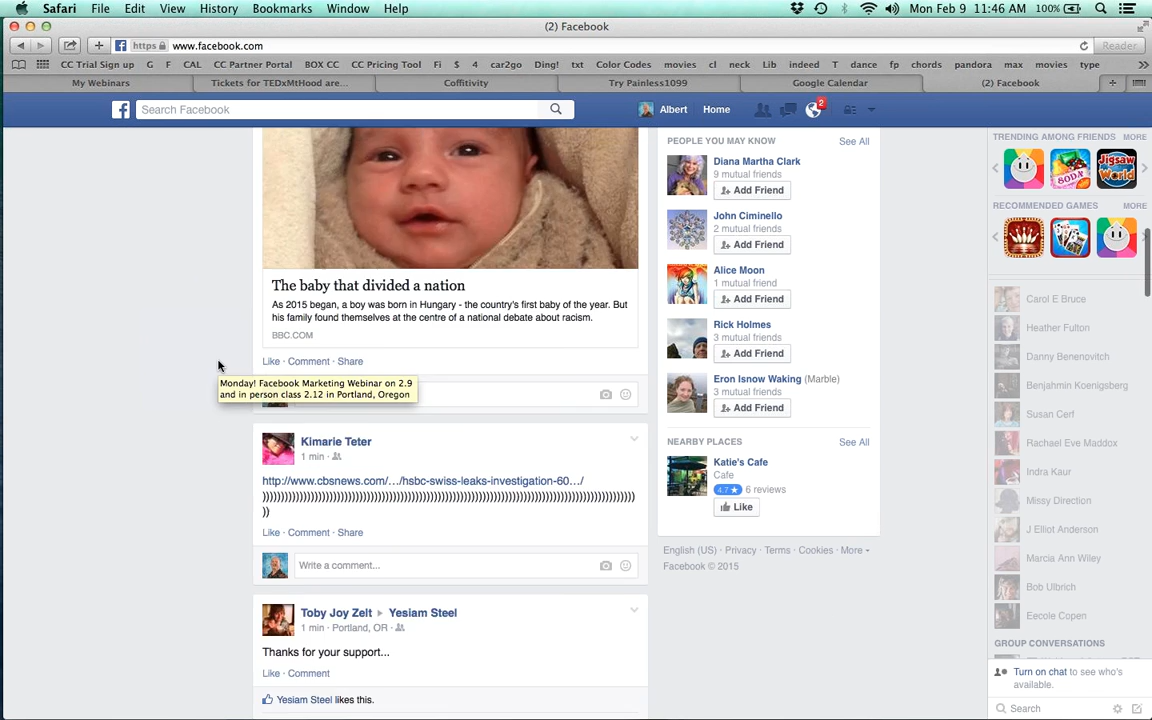 Safari File Edit View History Bookmarks Window Help Mon Feb 9 11:46 AM 100%
(2) Facebook
https www.facebook.com Reader
CC Trial Sign up G F CAL CC Partner Portal BOX CC CC Pricing Tool Fi $ 4 car2go Ding! txt Color Codes movies cl neck Lib indeed T dance fp chords pandora max movies type
My Webinars Tickets for TEDxMtHood are... Coffitivity Try Painless1099 Google Calendar (2) Facebook
Search Facebook Albert Home 2
The baby that divided a nation
As 2015 began, a boy was born in Hungary - the country's first baby of the year. But
his family found themselves at the centre of a national debate about racism.
BBC.COM
Like · Comment · Share
Monday! Facebook Marketing Webinar on 2.9
and in person class 2.12 in Portland, Oregon
Kimarie Teter
1 min ·
http://www.cbsnews.com/…/hsbc-swiss-leaks-investigation-60…/
))
Like · Comment · Share
Write a comment...
Toby Joy Zelt ▸ Yesiam Steel
1 min · Portland, OR ·
Thanks for your support...
Like · Comment
Yesiam Steel likes this.
PEOPLE YOU MAY KNOW See All
Diana Martha Clark
9 mutual friends
Add Friend
John Ciminello
2 mutual friends
Add Friend
Alice Moon
1 mutual friend
Add Friend
Rick Holmes
3 mutual friends
Add Friend
Eron Isnow Waking (Marble)
3 mutual friends
Add Friend
NEARBY PLACES See All
Katie's Cafe
Cafe
4.7 ★ 6 reviews
Like
English (US) · Privacy · Terms · Cookies · More
Facebook © 2015
TRENDING AMONG FRIENDS MORE
SODA
Jigsaw
World
RECOMMENDED GAMES MORE
Carol E Bruce
Heather Fulton
Danny Benenovitch
Benjahmin Koenigsberg
Susan Cerf
Rachael Eve Maddox
Indra Kaur
Missy Direction
J Elliot Anderson
Marcia Ann Wiley
Bob Ulbrich
Eecole Copen
GROUP CONVERSATIONS
Turn on chat to see who's
available.
Search